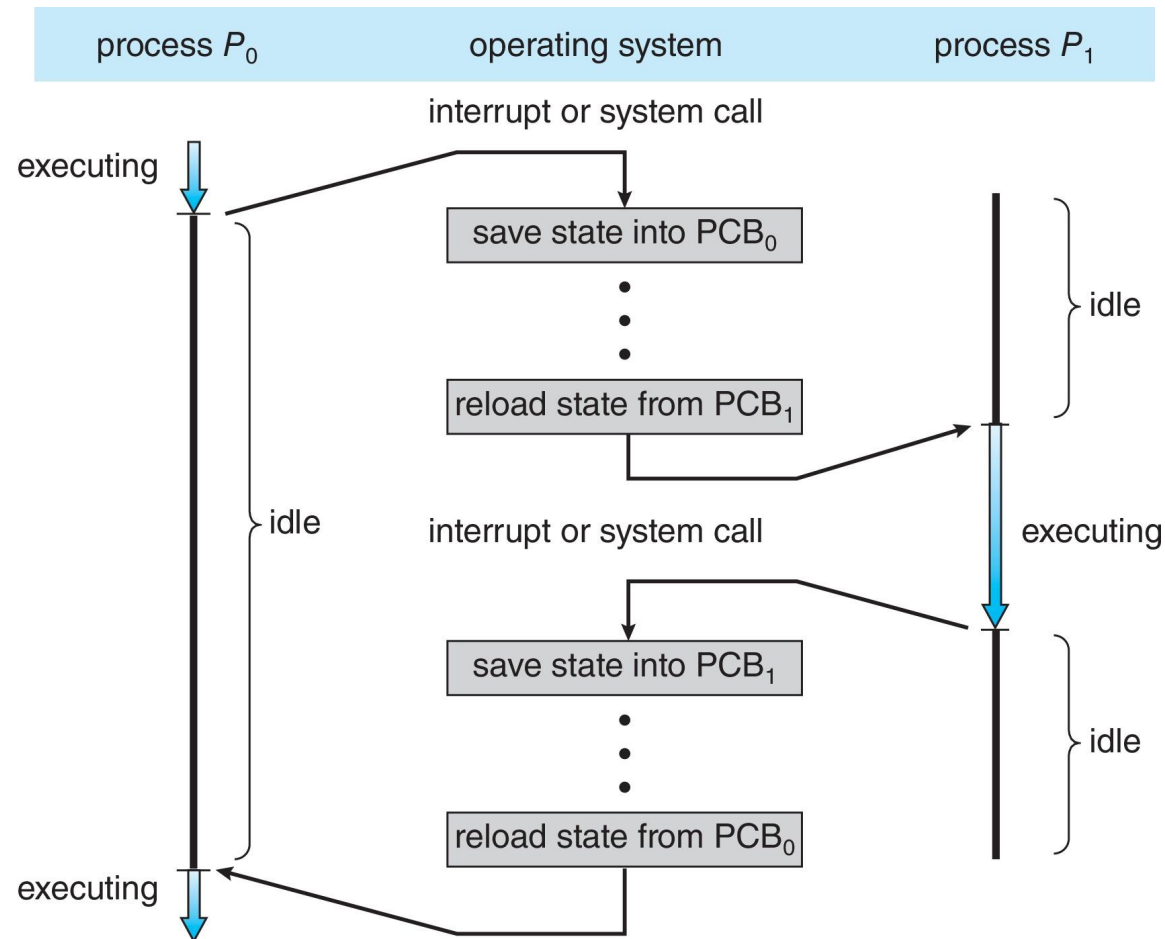 process P₀ operating system process P₁
interrupt or system call
executing
save state into PCB₀
idle
reload state from PCB₁
idle
interrupt or system call
executing
save state into PCB₁
idle
reload state from PCB₀
executing